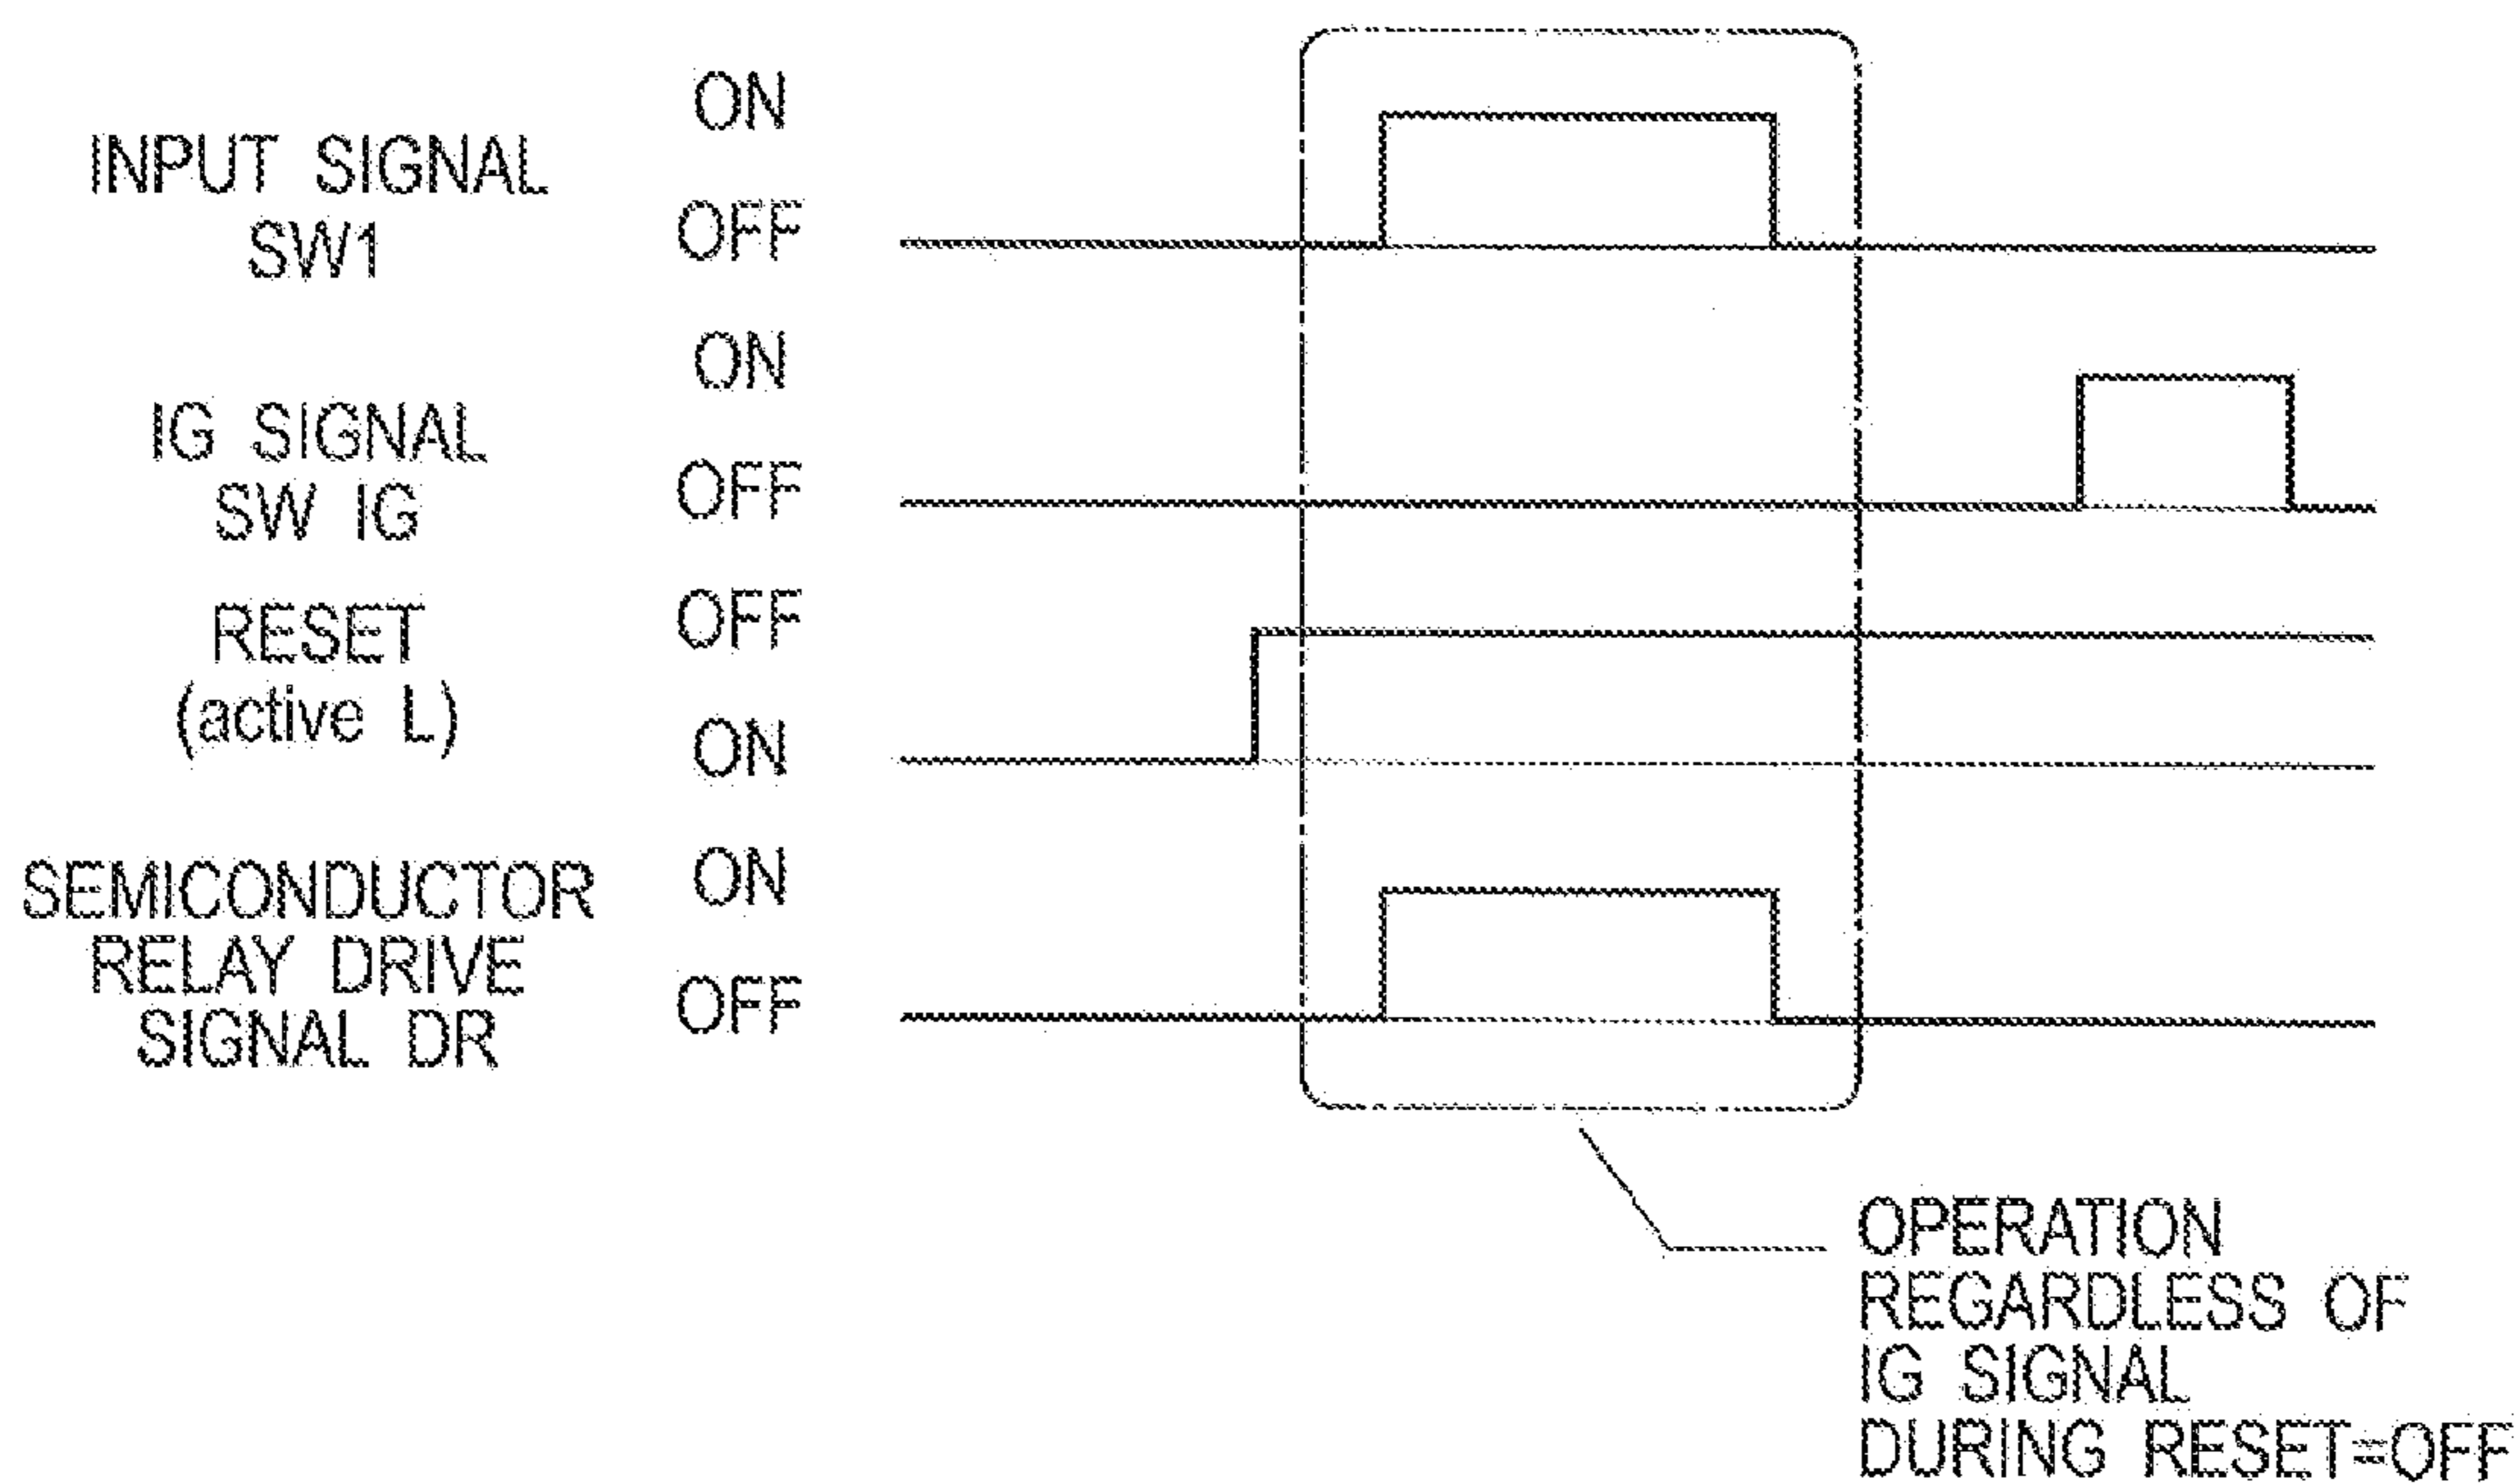 ON
INPUT SIGNAL
SW1
OFF
ON
IG SIGNAL
SW IG
OFF
OFF
RESET
(active L)
ON
ON
SEMICONDUCTOR
RELAY DRIVE
SIGNAL DR
OFF
OPERATION
REGARDLESS OF
IG SIGNAL
DURING RESET=OFF